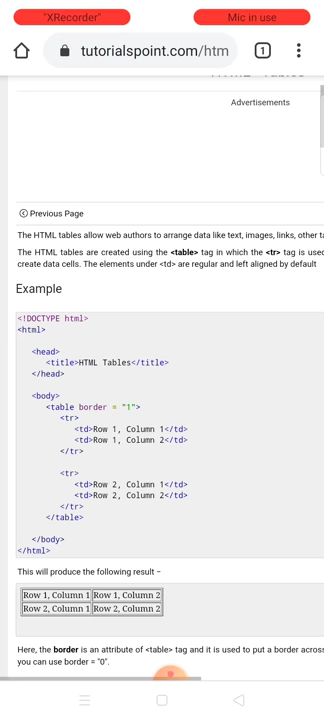 "XRecorder"
Mic in use
tutorialspoint.com/htm
1
Advertisements
Previous Page
The HTML tables allow web authors to arrange data like text, images, links, other
The HTML tables are created using the <table> tag in which the <tr> tag is
create data cells. The elements under <td> are regular and left aligned by default
Example
<!DOCTYPE html>
<html>
<head>
<title>HTML Tables</title>
</head>
<body>
<table border = "1">
<tr>
<td>Row 1, Column 1</td>
<td>Row 1, Column 2</td>
</tr>
<tr>
<td>Row 2, Column 1</td>
<td>Row 2, Column 2</td>
</tr>
</table>
</body>
</html>
This will produce the following result −
Row 1, Column 1 Row 1, Column 2
Row 2, Column 1 Row 2, Column 2
Here, the border is an attribute of <table> tag and it is used to put a border across
you can use border = "0".